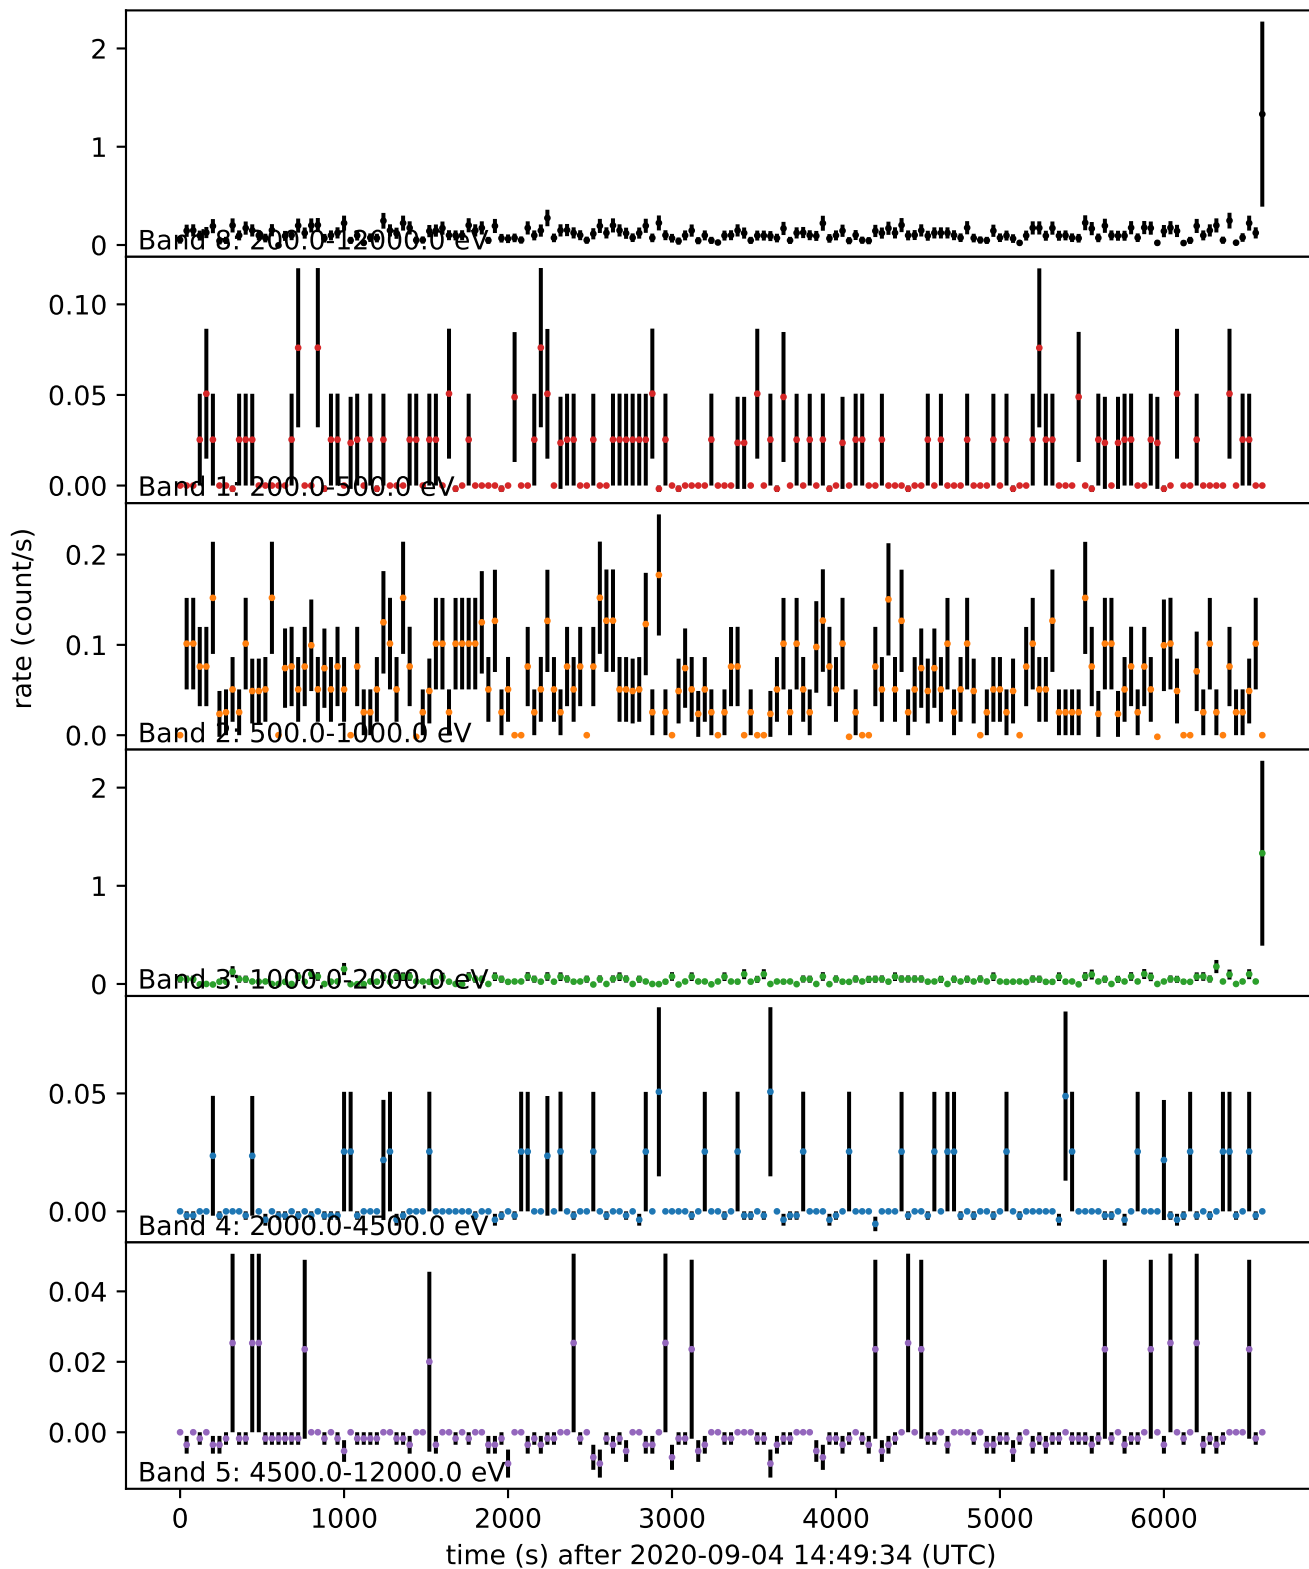 2
1
0
Band 8: 200.0-12000.0 eV
0.10
0.05
0.00
Band 1: 200.0-500.0 eV
0.2
0.1
0.0
Band 2: 500.0-1000.0 eV
rate (count/s)
2
1
0
Band 3: 1000.0-2000.0 eV
0.05
0.00
Band 4: 2000.0-4500.0 eV
0.04
0.02
0.00
Band 5: 4500.0-12000.0 eV
0 1000 2000 3000 4000 5000 6000
time (s) after 2020-09-04 14:49:34 (UTC)